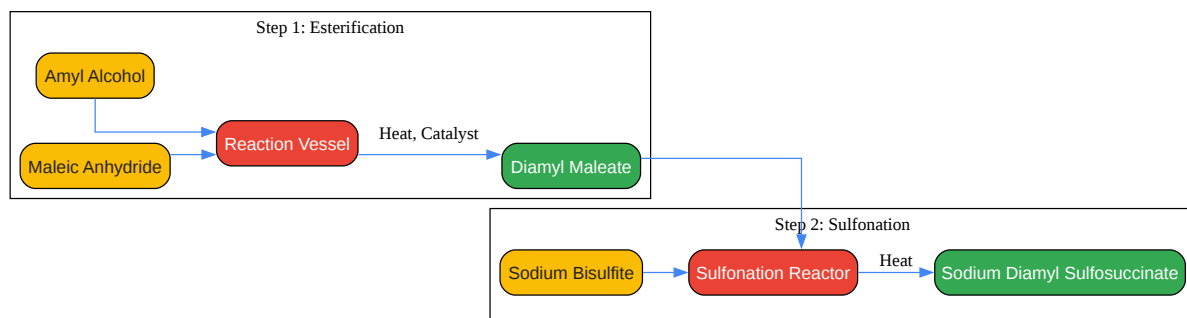 Step 1: Esterification
Amyl Alcohol
Maleic Anhydride
Reaction Vessel
Heat, Catalyst
Diamyl Maleate
Step 2: Sulfonation
Sodium Bisulfite
Sulfonation Reactor
Heat
Sodium Diamyl Sulfosuccinate